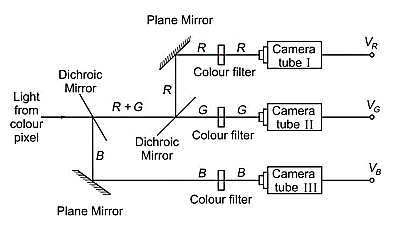 Plane Mirror
V_R
R
R
Camera
tube I
Colour filter
Dichroic
Mirror
R
Light
from
colour
pixel
R + G
G
G
Camera
tube II
V_G
Colour filter
Dichroic
Mirror
B
B
B
Camera
tube III
V_B
Colour filter
Plane Mirror